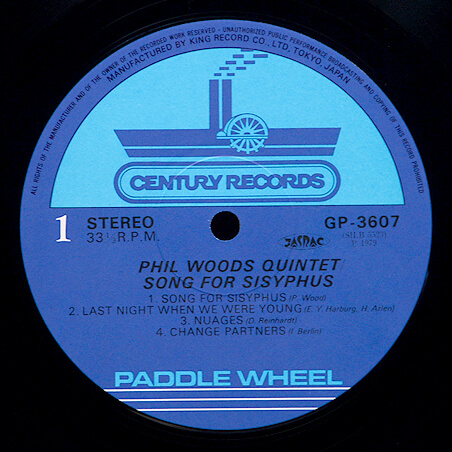 ALL RIGHTS OF THE MANUFACTURER AND OF THE OWNER OF THE RECORDED WORK RESERVED - UNAUTHORIZED PUBLIC PERFORMANCE BROADCASTING AND COPYING OF THIS RECORD PROHIBITED
MANUFACTURED BY KING RECORD CO., LTD. TOKYO, JAPAN
CENTURY RECORDS
1 STEREO GP-3607
33 1/3 R.P.M. JASRAC
P. 1979
PHIL WOODS QUINTET
SONG FOR SISYPHUS
1. SONG FOR SISYPHUS (P. Wood)
2. LAST NIGHT WHEN WE WERE YOUNG (E. Y. Harburg, H. Arlen)
3. NUAGES (D. Reinhardt)
4. CHANGE PARTNERS (I. Berlin)
PADDLE WHEEL